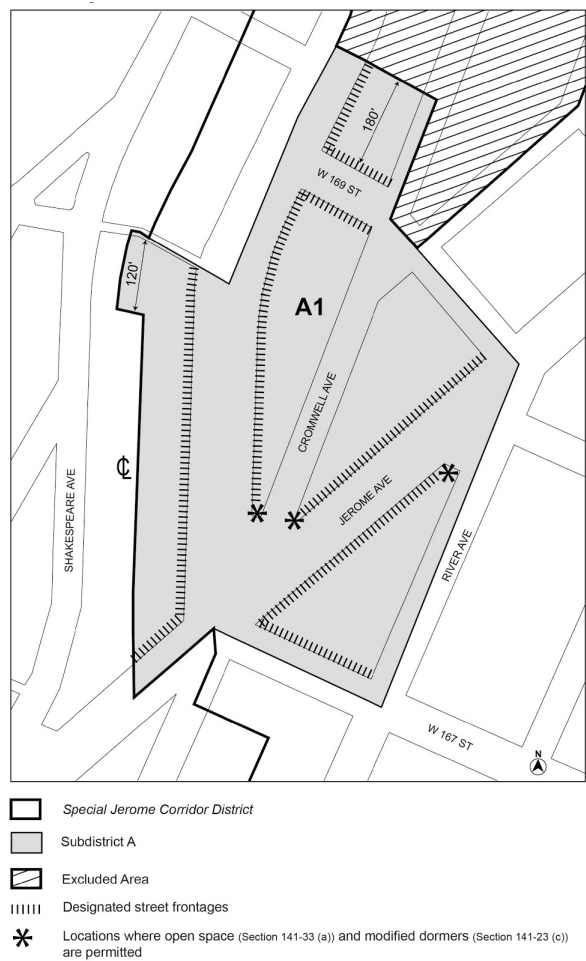 180'
W 169 ST
120'
A1
CROMWELL AVE
℄
SHAKESPEARE AVE
JEROME AVE
RIVER AVE
W 167 ST
N
Special Jerome Corridor District
Subdistrict A
Excluded Area
Designated street frontages
Locations where open space (Section 141-33 (a)) and modified dormers (Section 141-23 (c))
are permitted